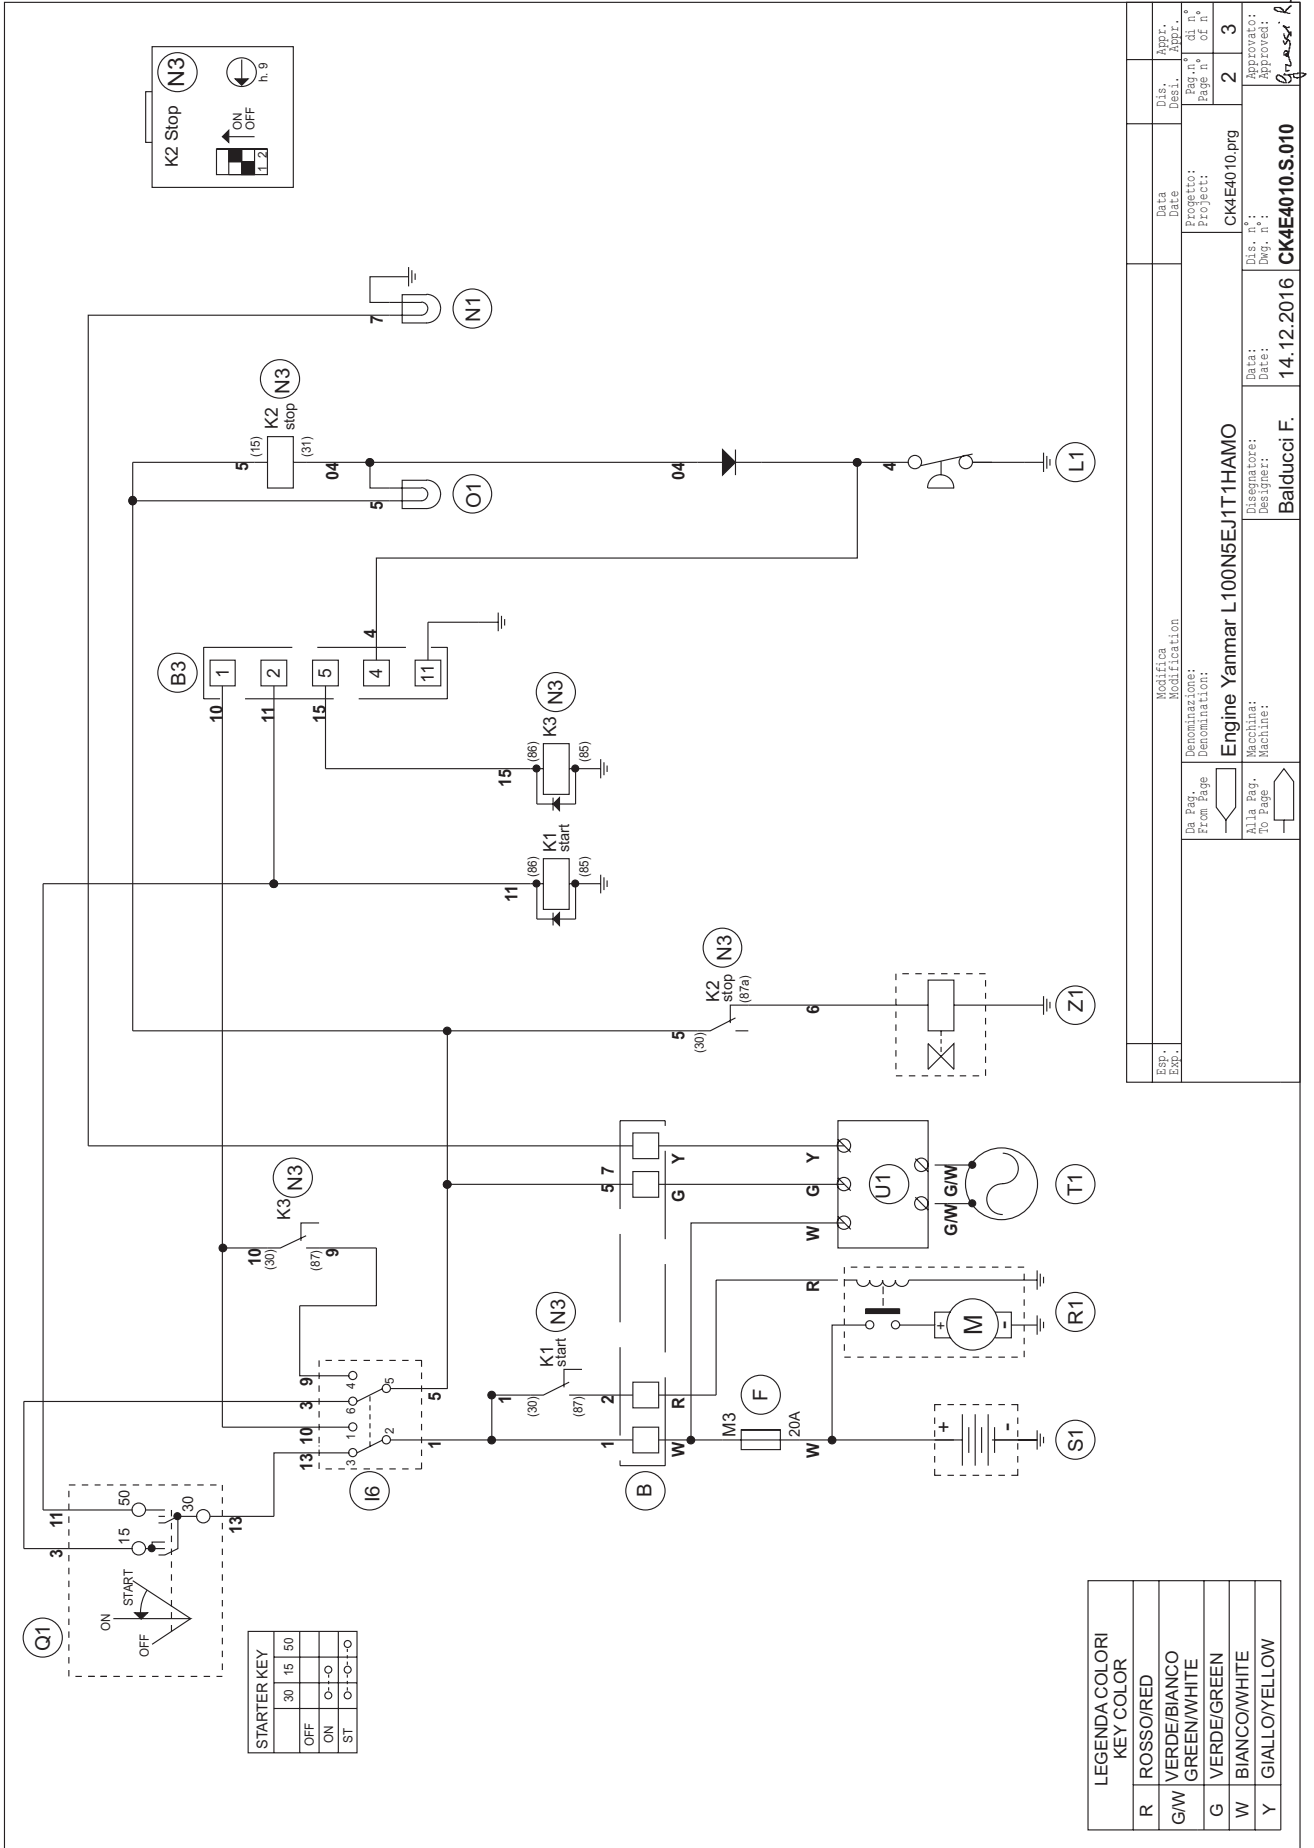 Q1
ON
START
OFF
3
11
15
50
30
13
STARTER KEY
30 15 50
OFF
ON
ST
K2 Stop
N3
ON
OFF
1 2
h. 9
13
10
3
9
3
1
6
4
2
5
I6
1
5
K3
N3
10
(30)
(87)
9
K1
start
N3
1
(30)
(87)
2
1
B
W
R
5
7
G
Y
M3
F
20A
W
R
W
G
Y
U1
G/W
G/W
T1
+
M
-
R1
+
-
S1
B3
10
1
11
2
15
5
4
4
11
11
K1
start
(86)
(85)
15
K3
N3
(86)
(85)
5
(30)
K2
stop
(87a)
N3
6
Z1
5
(15)
K2
stop
N3
(31)
04
5
O1
04
4
L1
7
N1
LEGENDA COLORI
KEY COLOR
R ROSSO/RED
G/W VERDE/BIANCO
GREEN/WHITE
G VERDE/GREEN
W BIANCO/WHITE
Y GIALLO/YELLOW
Esp.
Exp.
Modifica
Modification
Data
Date
Dis.
Desi.
Appr.
Appr.
Da Pag.
From Page
Denominazione:
Denomination:
Engine Yanmar L100N5EJ1T1HAMO
Progetto:
Project:
CK4E4010.prg
Pag.n°
Page n°
2
di n°
of n°
3
Alla Pag.
To Page
Macchina:
Machine:
Disegnatore:
Designer:
Balducci F.
Data:
Date:
14.12.2016
Dis. n°:
Dwg. n°:
CK4E4010.S.010
Approvato:
Approved:
Grassi R.